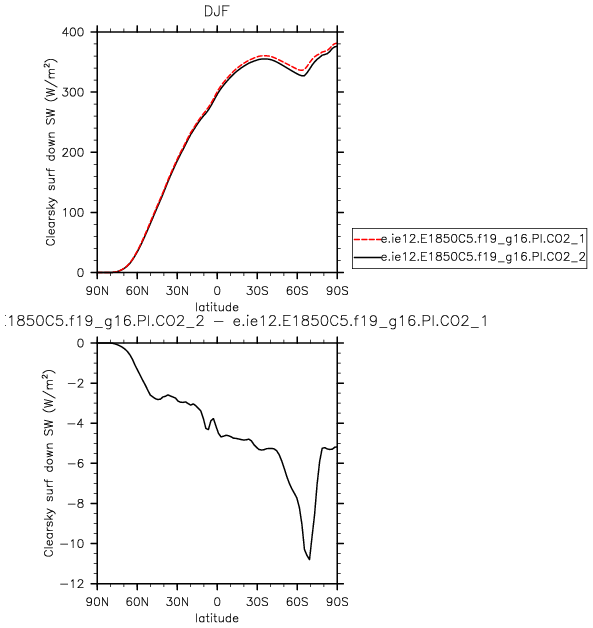 DJF
400
300
200
100
0
Clearsky surf down SW (W/m²)
90N 60N 30N 0 30S 60S 90S
latitude
e.ie12.E1850C5.f19_g16.PI.CO2_1
e.ie12.E1850C5.f19_g16.PI.CO2_2
:1850C5.f19_g16.PI.CO2_2 − e.ie12.E1850C5.f19_g16.PI.CO2_1
0
−2
−4
−6
−8
−10
−12
Clearsky surf down SW (W/m²)
90N 60N 30N 0 30S 60S 90S
latitude